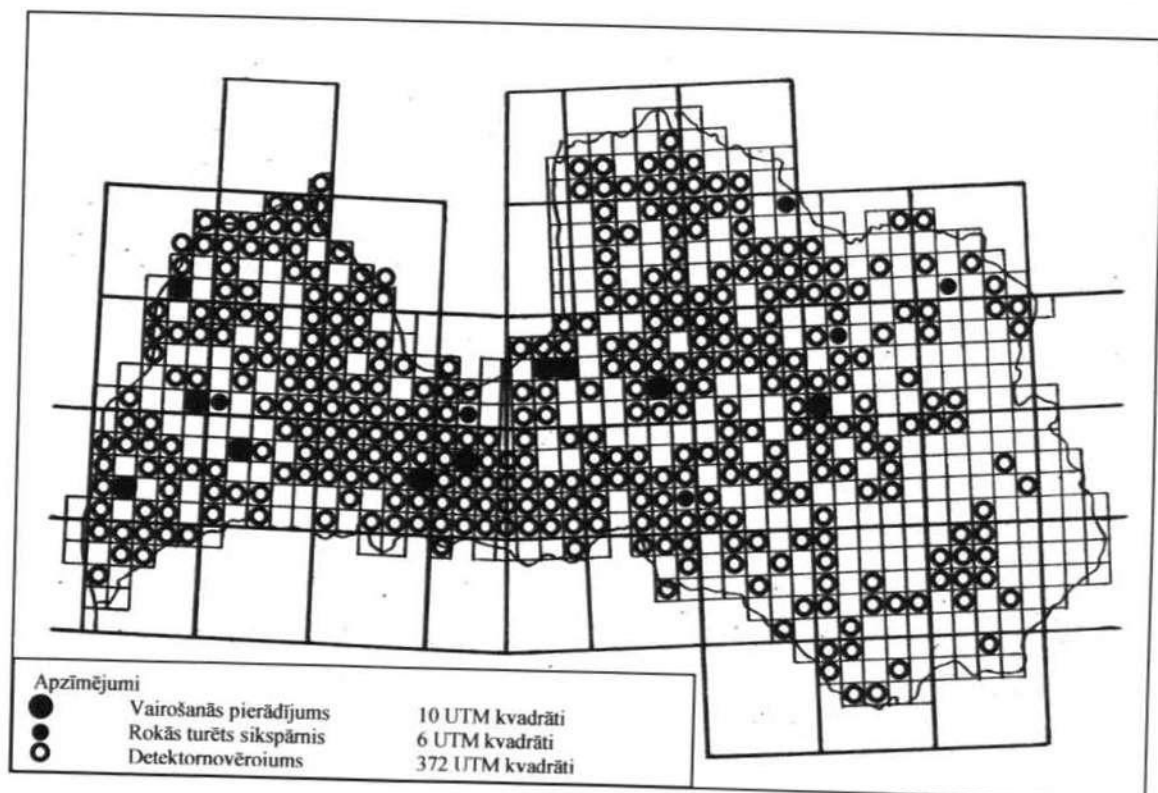 Apzīmējumi
Vairošanās pierādījums 10 UTM kvadrāti
Rokās turēts sikspārnis 6 UTM kvadrāti
Detektornovēroiums 372 UTM kvadrāti